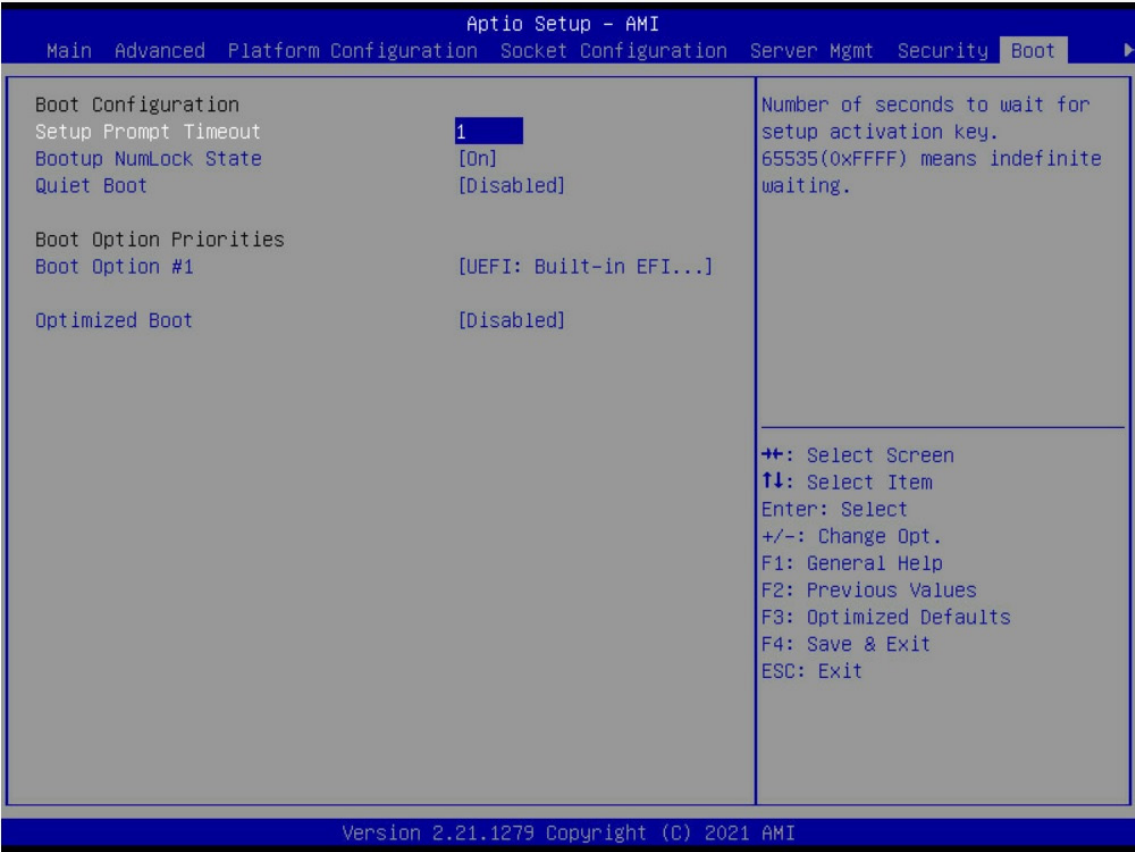 Aptio Setup – AMI
Main Advanced Platform Configuration Socket Configuration Server Mgmt Security Boot
Boot Configuration
Setup Prompt Timeout 1
Bootup NumLock State [On]
Quiet Boot [Disabled]
Boot Option Priorities
Boot Option #1 [UEFI: Built-in EFI...]
Optimized Boot [Disabled]
Number of seconds to wait for
setup activation key.
65535(0xFFFF) means indefinite
waiting.
→←: Select Screen
↑↓: Select Item
Enter: Select
+/-: Change Opt.
F1: General Help
F2: Previous Values
F3: Optimized Defaults
F4: Save & Exit
ESC: Exit
Version 2.21.1279 Copyright (C) 2021 AMI